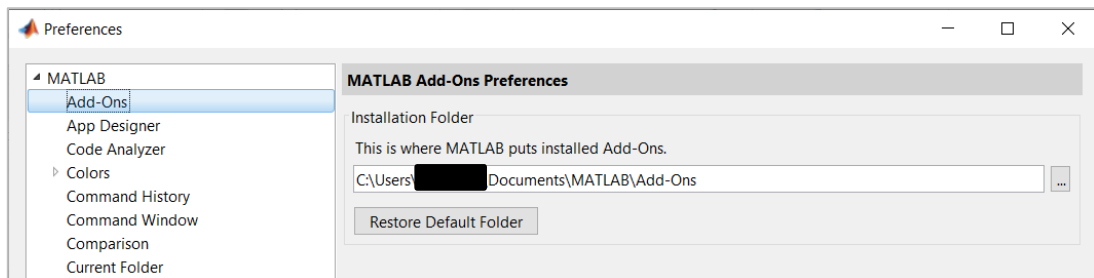 Preferences
MATLAB
Add-Ons
App Designer
Code Analyzer
Colors
Command History
Command Window
Comparison
Current Folder
MATLAB Add-Ons Preferences
Installation Folder
This is where MATLAB puts installed Add-Ons.
C:\Users\ Documents\MATLAB\Add-Ons
...
Restore Default Folder